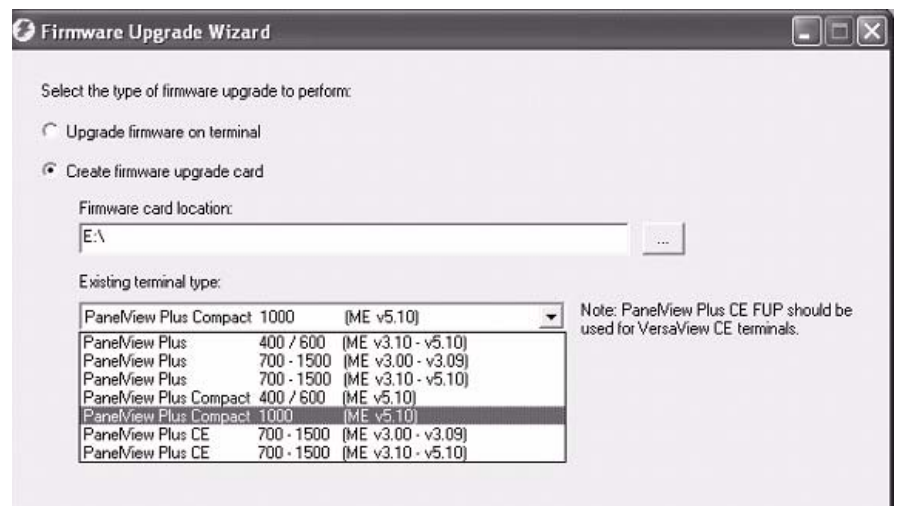 Firmware Upgrade Wizard
Select the type of firmware upgrade to perform:
Upgrade firmware on terminal
Create firmware upgrade card
Firmware card location:
E:\
...
Existing terminal type:
PanelView Plus Compact 1000 (ME v5.10)
Note: PanelView Plus CE FUP should be
used for VersaView CE terminals.
PanelView Plus 400 / 600 (ME v3.10 - v5.10)
PanelView Plus 700 - 1500 (ME v3.00 - v3.09)
PanelView Plus 700 - 1500 (ME v3.10 - v5.10)
PanelView Plus Compact 400 / 600 (ME v5.10)
PanelView Plus Compact 1000 (ME v5.10)
PanelView Plus CE 700 - 1500 (ME v3.00 - v3.09)
PanelView Plus CE 700 - 1500 (ME v3.10 - v5.10)